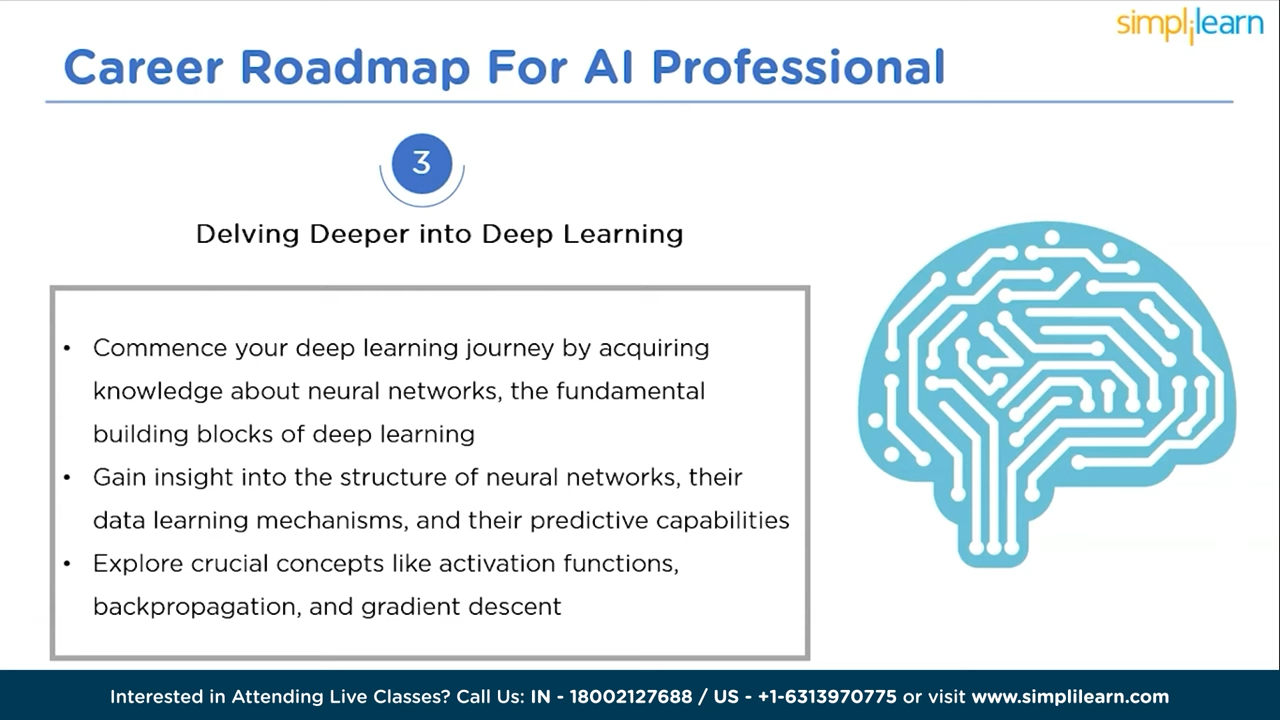 simplilearn
Career Roadmap For AI Professional
3
Delving Deeper into Deep Learning
• Commence your deep learning journey by acquiring
knowledge about neural networks, the fundamental
building blocks of deep learning
• Gain insight into the structure of neural networks, their
data learning mechanisms, and their predictive capabilities
• Explore crucial concepts like activation functions,
backpropagation, and gradient descent
Interested in Attending Live Classes? Call Us: IN - 18002127688 / US - +1-6313970775 or visit www.simplilearn.com